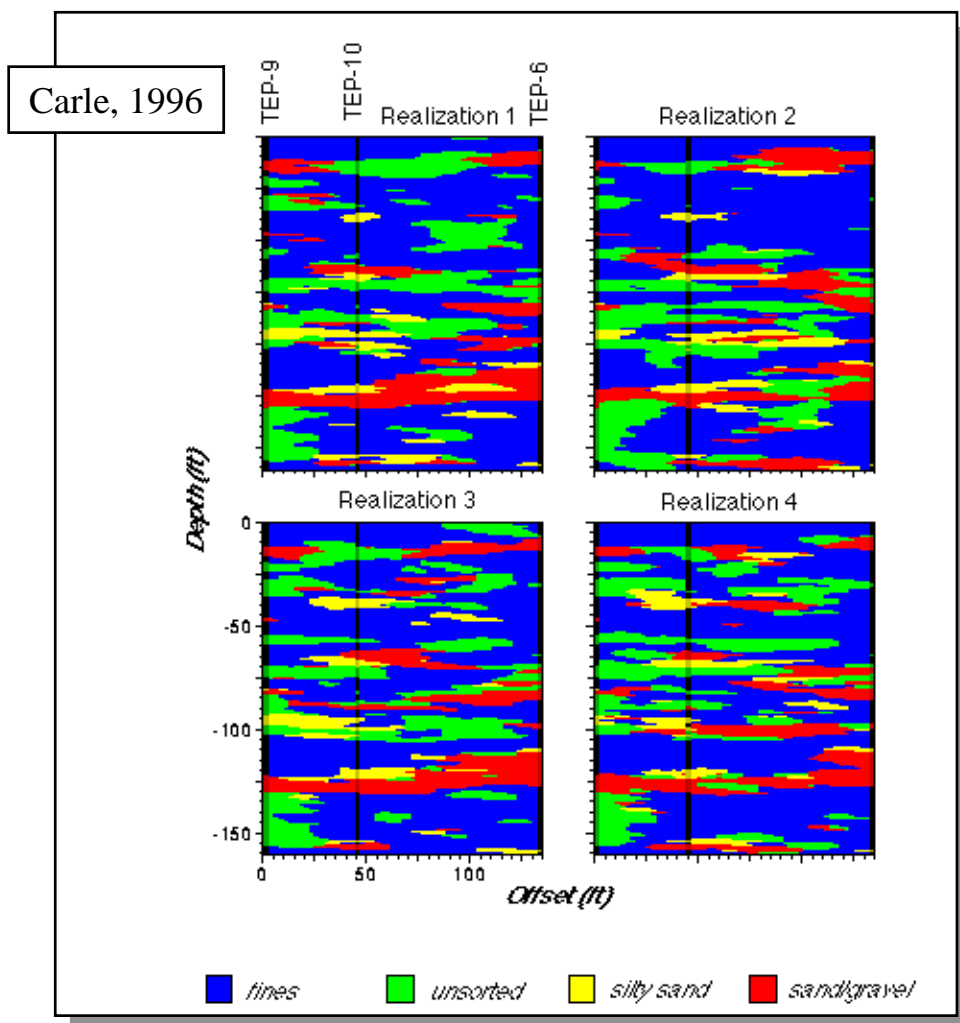 Carle, 1996
TEP-9
TEP-10
TEP-6
Realization 1
Realization 2
Depth (ft)
Realization 3
Realization 4
0
-50
-100
-150
0
50
100
Offset (ft)
fines
unsorted
silty sand
sand/gravel